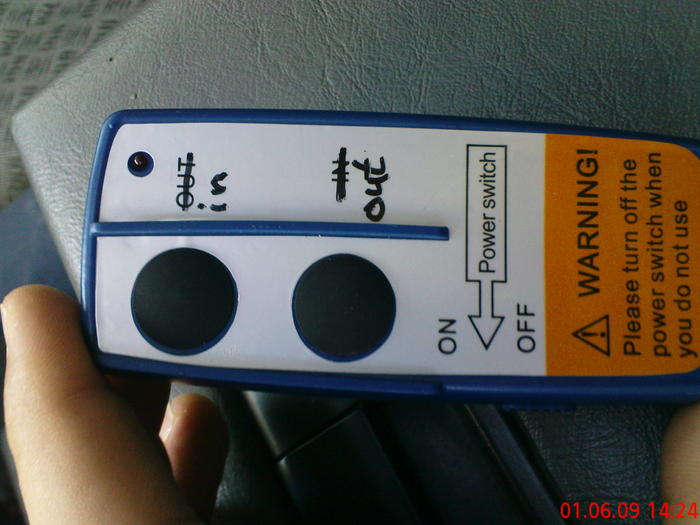 OUT
in
IN
out
Power switch
ON
OFF
WARNING!
Please turn off the
power switch when
you do not use
01.06.09 14:24